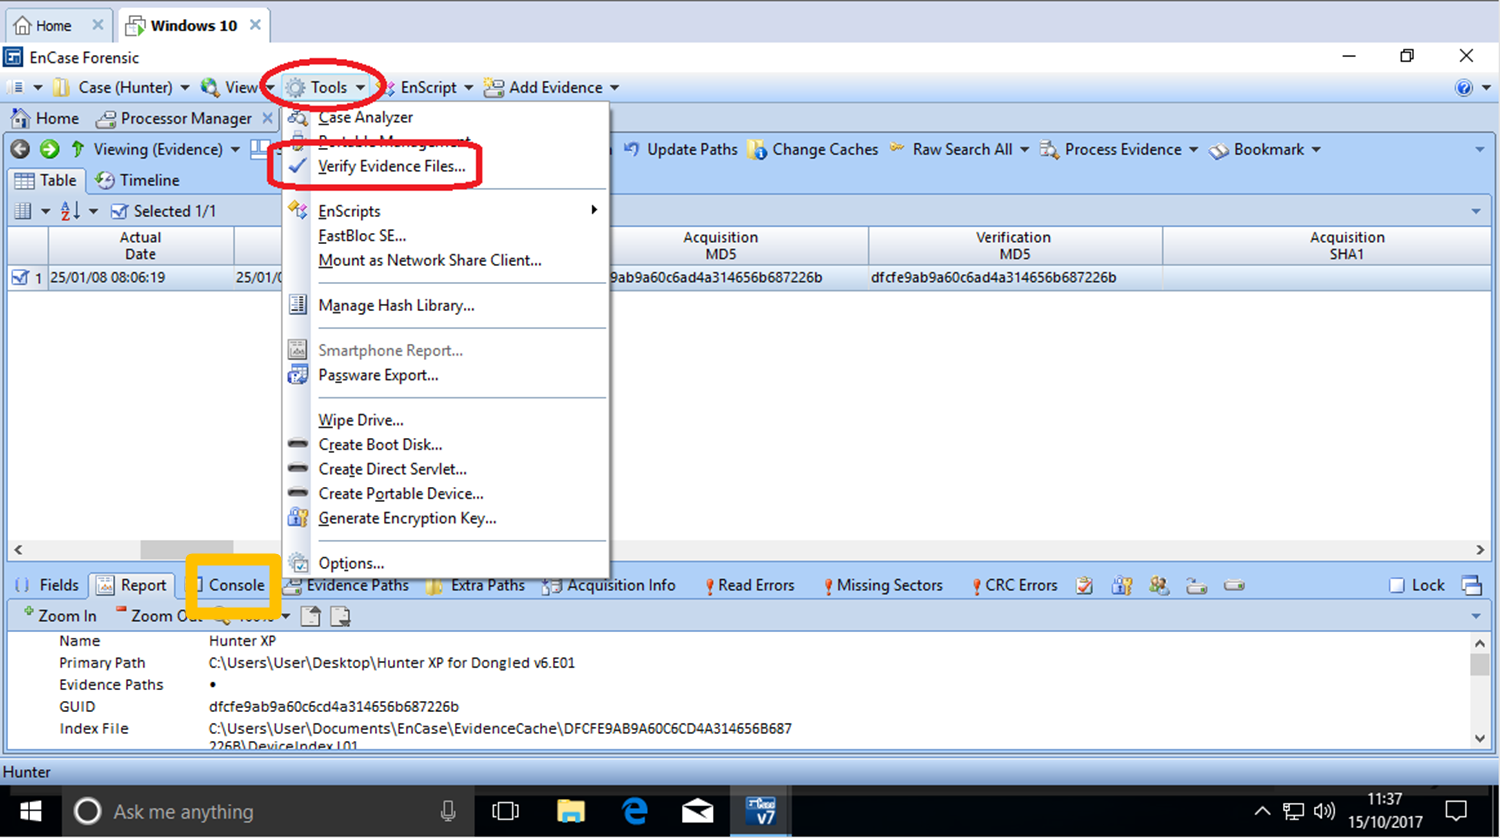 Home
Windows 10
EnCase Forensic
Case (Hunter) View Tools EnScript Add Evidence
Home Processor Manager
Viewing (Evidence) Update Paths Change Caches Raw Search All Process Evidence Bookmark
Table Timeline
Selected 1/1
Actual
Date
Acquisition
MD5
Verification
MD5
Acquisition
SHA1
1 25/01/08 08:06:19 25/01/0 9ab9a60c6ad4a314656b687226b dfcfe9ab9a60c6ad4a314656b687226b
Case Analyzer
Portable Management
Verify Evidence Files...
EnScripts
FastBloc SE...
Mount as Network Share Client...
Manage Hash Library...
Smartphone Report...
Passware Export...
Wipe Drive...
Create Boot Disk...
Create Direct Servlet...
Create Portable Device...
Generate Encryption Key...
Options...
Fields Report Console Evidence Paths Extra Paths Acquisition Info Read Errors Missing Sectors CRC Errors Lock
Zoom In Zoom Out 100%
Name Hunter XP
Primary Path C:\Users\User\Desktop\Hunter XP for Dongled v6.E01
Evidence Paths •
GUID dfcfe9ab9a60c6cd4a314656b687226b
Index File C:\Users\User\Documents\EnCase\EvidenceCache\DFCFE9AB9A60C6CD4A314656B687
226B\DeviceIndex.L01
Hunter
Ask me anything
EnCase
v7
11:37
15/10/2017